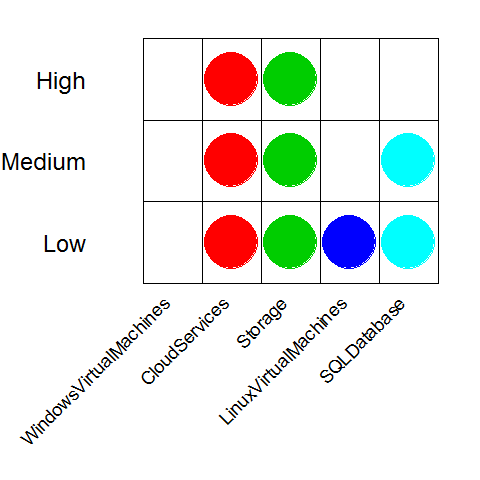 High
Medium
Low
WindowsVirtualMachines
CloudServices
Storage
LinuxVirtualMachines
SQLDatabase